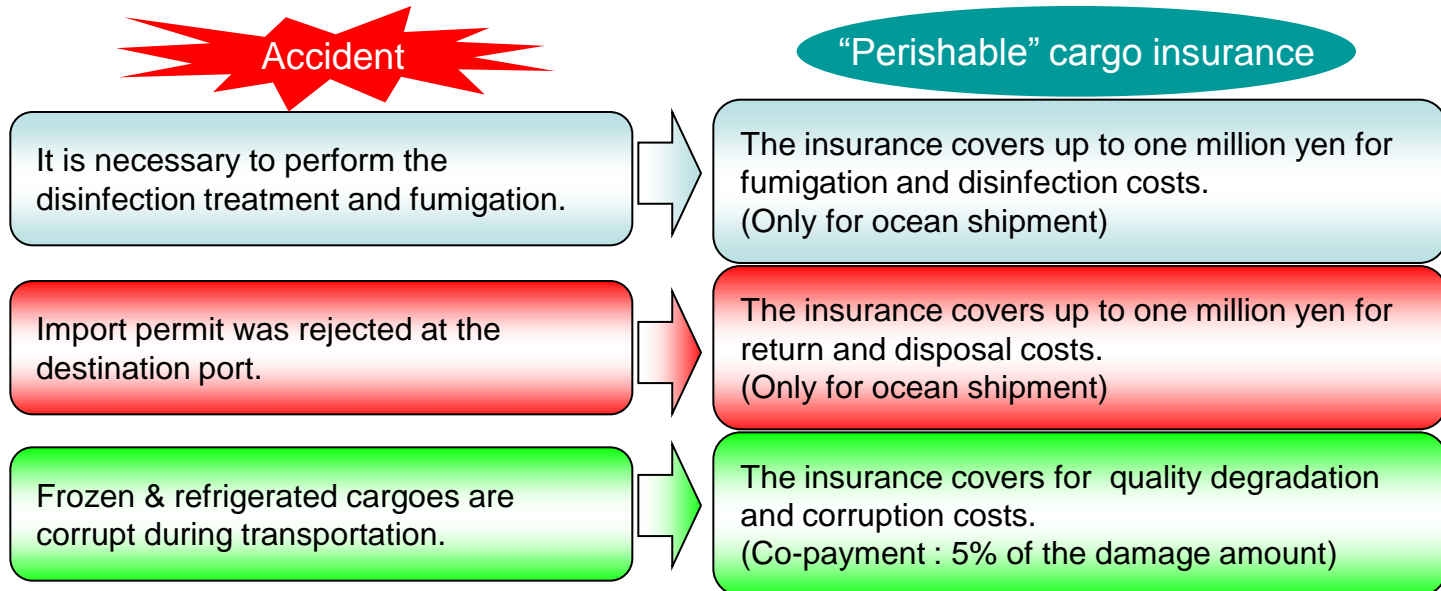 Accident
“Perishable” cargo insurance
It is necessary to perform the
disinfection treatment and fumigation.
The insurance covers up to one million yen for
fumigation and disinfection costs.
(Only for ocean shipment)
Import permit was rejected at the
destination port.
The insurance covers up to one million yen for
return and disposal costs.
(Only for ocean shipment)
Frozen & refrigerated cargoes are
corrupt during transportation.
The insurance covers for quality degradation
and corruption costs.
(Co-payment : 5% of the damage amount)